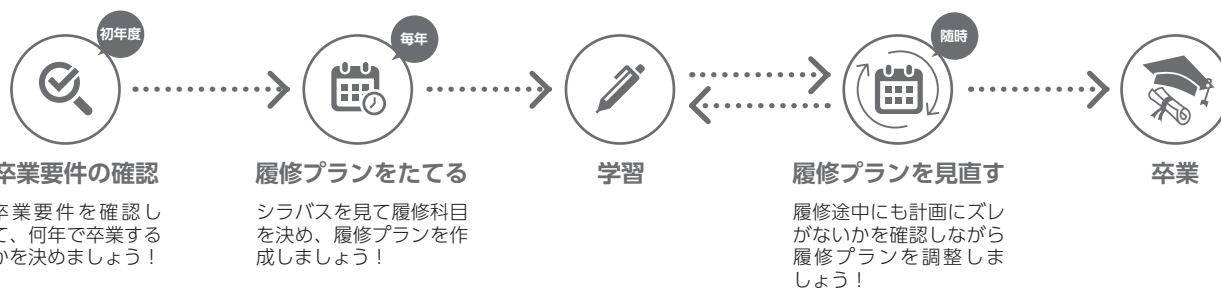 初年度
毎年
随時
卒業要件の確認
履修プランをたてる
学習
履修プランを見直す
卒業
卒業要件を確認し
て、何年で卒業する
かを決めましょう！
シラバスを見て履修科目
を決め、履修プランを作
成しましょう！
履修途中にも計画にズレ
がないかを確認しながら
履修プランを調整しま
しょう！